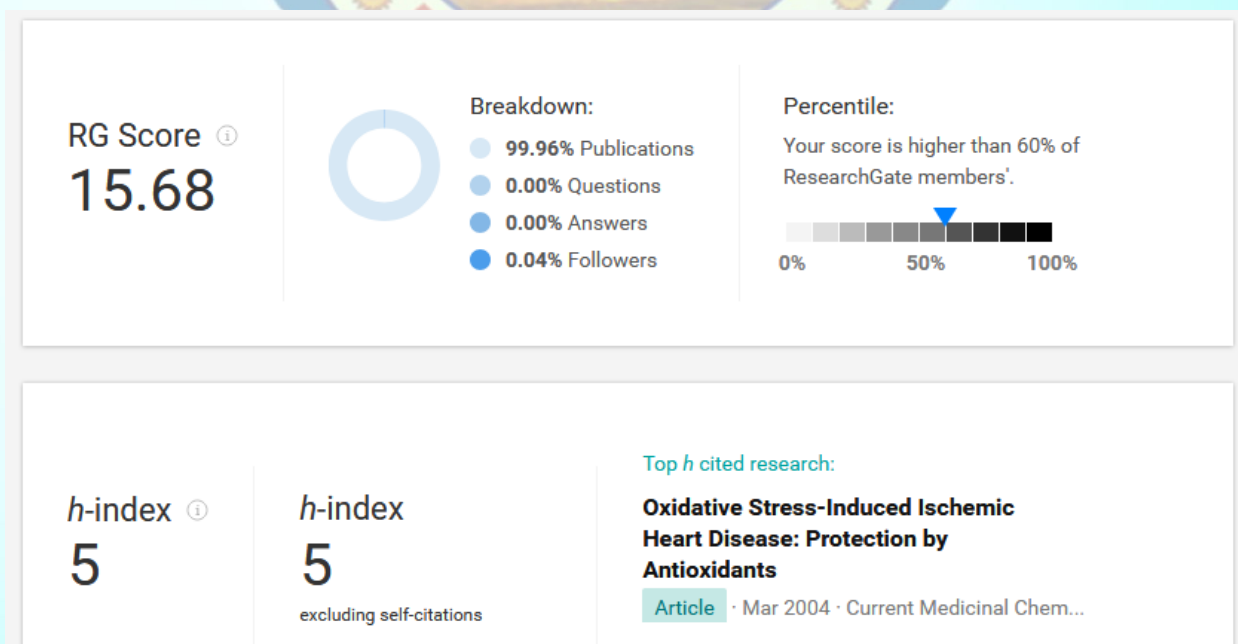 RG Score
15.68
Breakdown:
99.96% Publications
0.00% Questions
0.00% Answers
0.04% Followers
Percentile:
Your score is higher than 60% of
ResearchGate members'.
0% 50% 100%
h-index
5
h-index
5
excluding self-citations
Top h cited research:
Oxidative Stress-Induced Ischemic
Heart Disease: Protection by
Antioxidants
Article · Mar 2004 · Current Medicinal Chem...